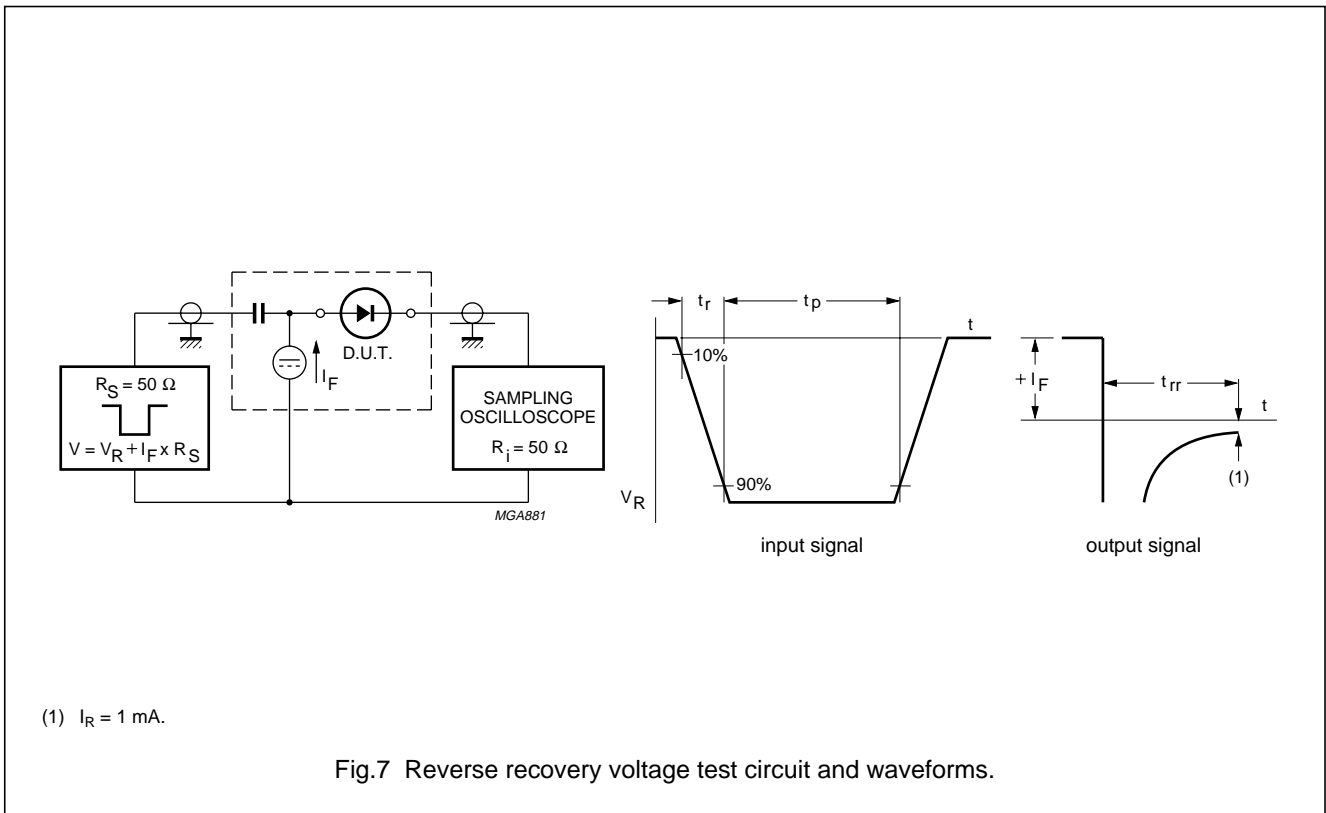 R_S = 50 Ω
V = V_R + I_F x R_S
I_F
D.U.T.
SAMPLING
OSCILLOSCOPE
R_i = 50 Ω
MGA881
t_r
t_p
t
10%
90%
V_R
input signal
+ I_F
t_rr
t
(1)
output signal
(1) I_R = 1 mA.
Fig.7 Reverse recovery voltage test circuit and waveforms.